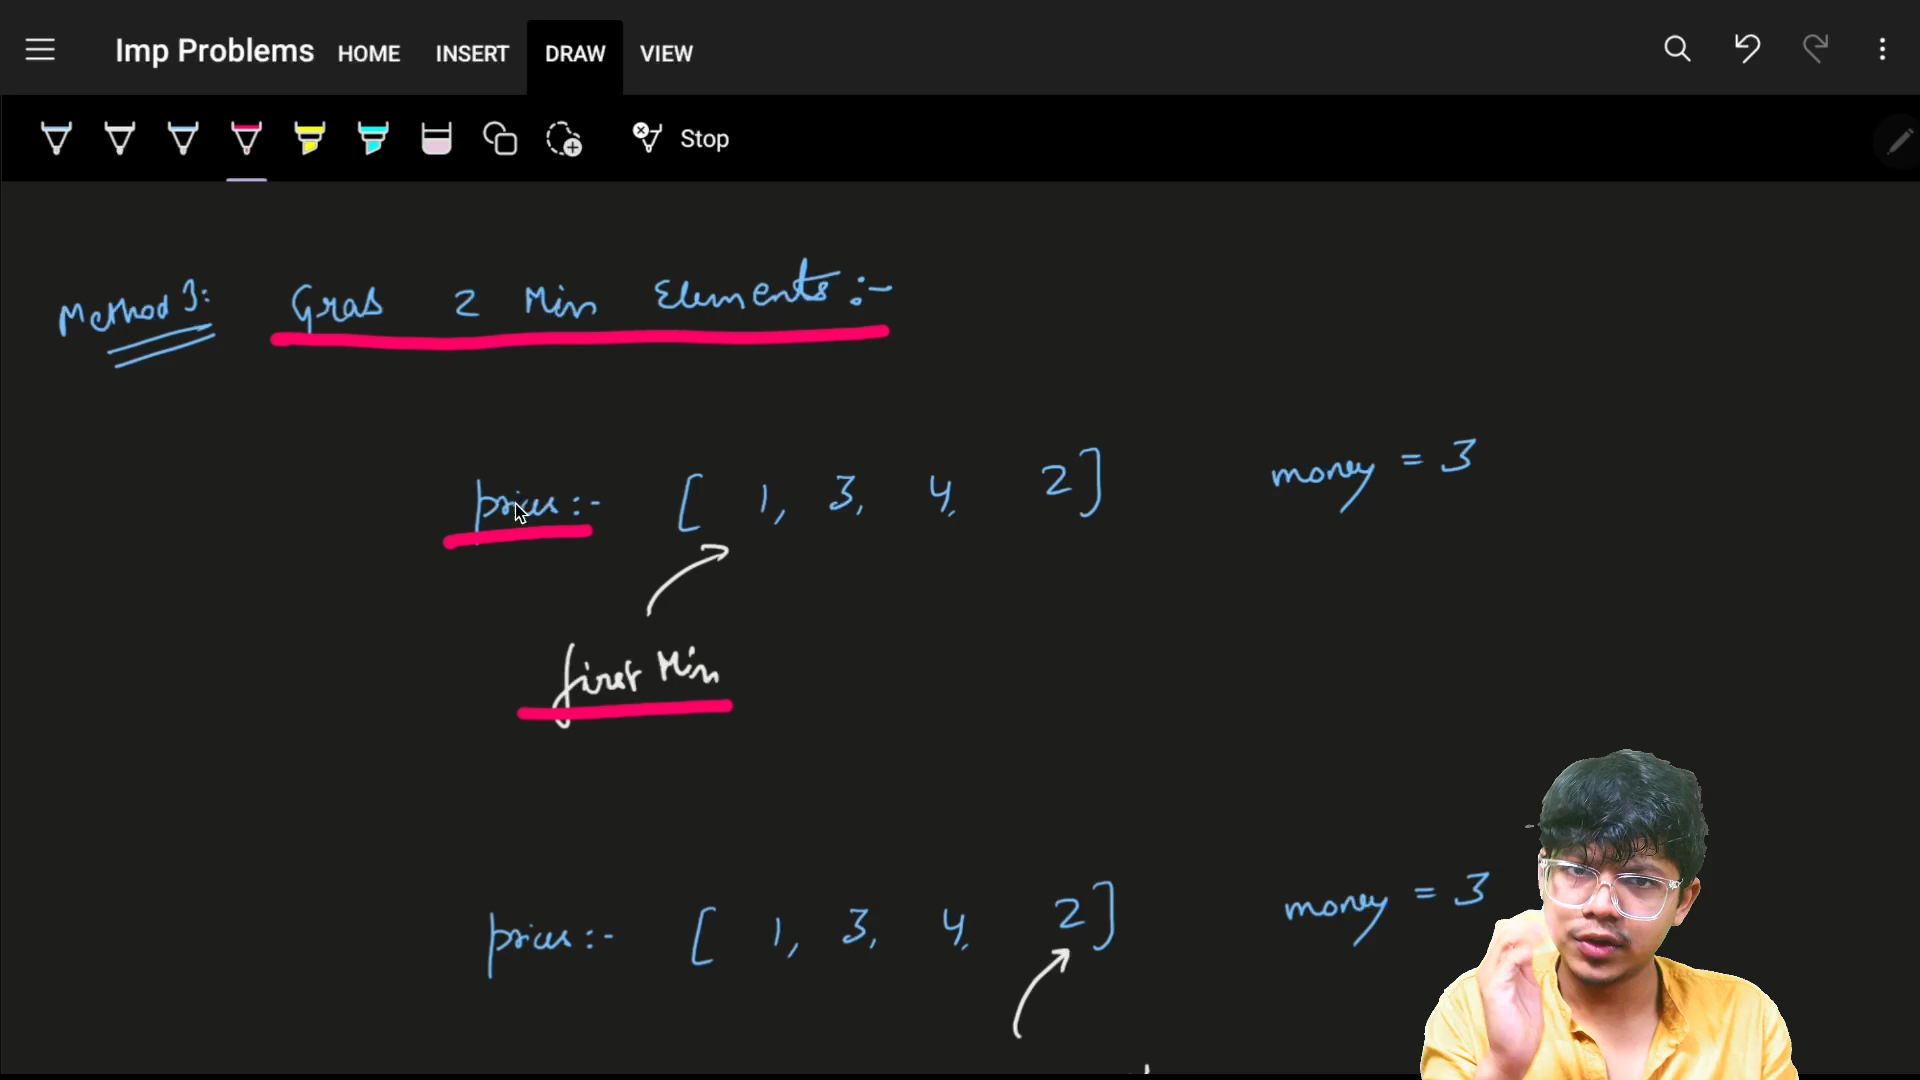 Imp Problems HOME INSERT DRAW VIEW
Stop
Method 3: Grab 2 Min Elements:-
prices:- [ 1, 3, 4, 2] money = 3
first Min
prices:- [ 1, 3, 4, 2] money = 3